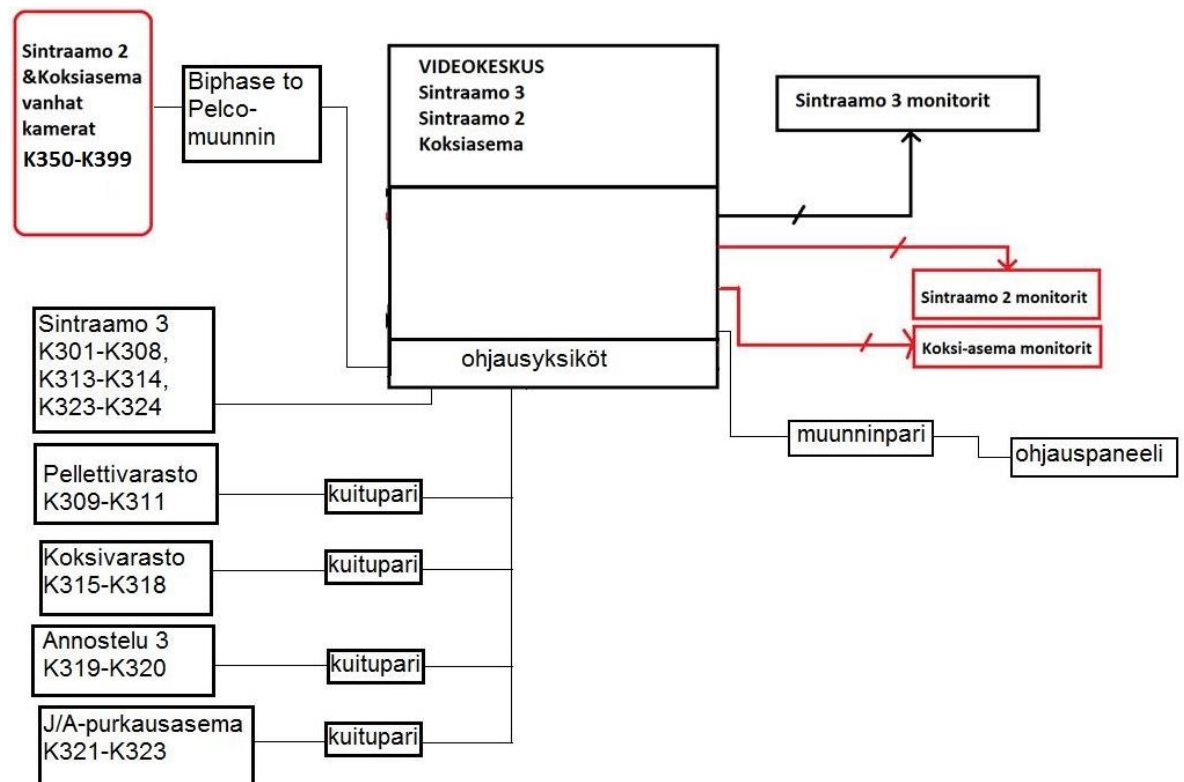 Sintraamo 2
&Koksiasema
vanhat
kamerat
K350-K399
Biphase to
Pelco-
muunnin
VIDEOKESKUS
Sintraamo 3
Sintraamo 2
Koksiasema
Sintraamo 3 monitorit
Sintraamo 2 monitorit
Koksi-asema monitorit
ohjausyksiköt
Sintraamo 3
K301-K308,
K313-K314,
K323-K324
muunninpari
ohjauspaneeli
Pellettivarasto
K309-K311
kuitupari
Koksivarasto
K315-K318
kuitupari
Annostelu 3
K319-K320
kuitupari
J/A-purkausasema
K321-K323
kuitupari